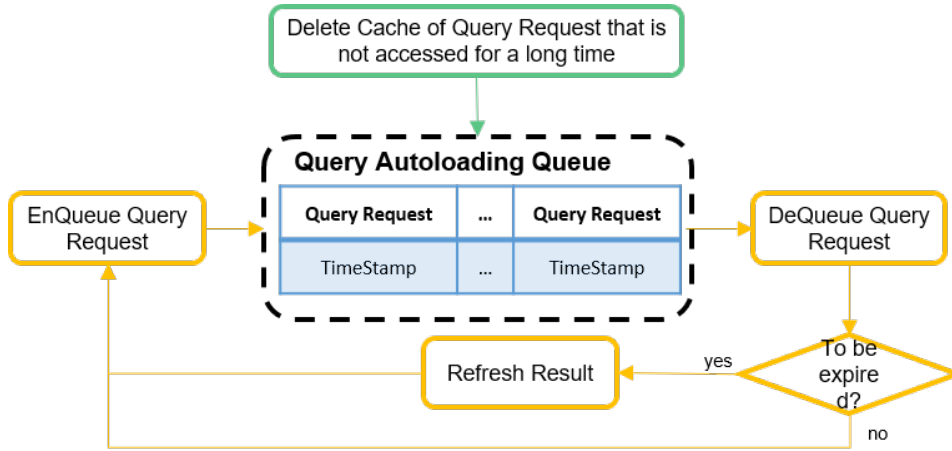 Delete Cache of Query Request that is
not accessed for a long time
Query Autoloading Queue
Query Request ... Query Request
TimeStamp ... TimeStamp
EnQueue Query
Request
DeQueue Query
Request
To be
expire
d?
yes
Refresh Result
no